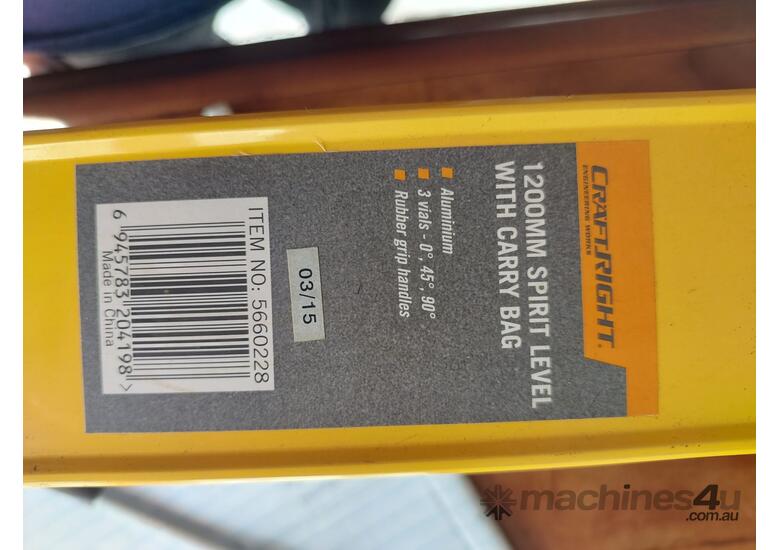 CRAFTRIGHT®
ENGINEERING WORKS
1200MM SPIRIT LEVEL
WITH CARRY BAG
Aluminium
3 vials - 0°, 45°, 90°
Rubber grip handles
03/15
ITEM NO: 5660228
6 945783 204198 >
Made in China
machines4u
.com.au